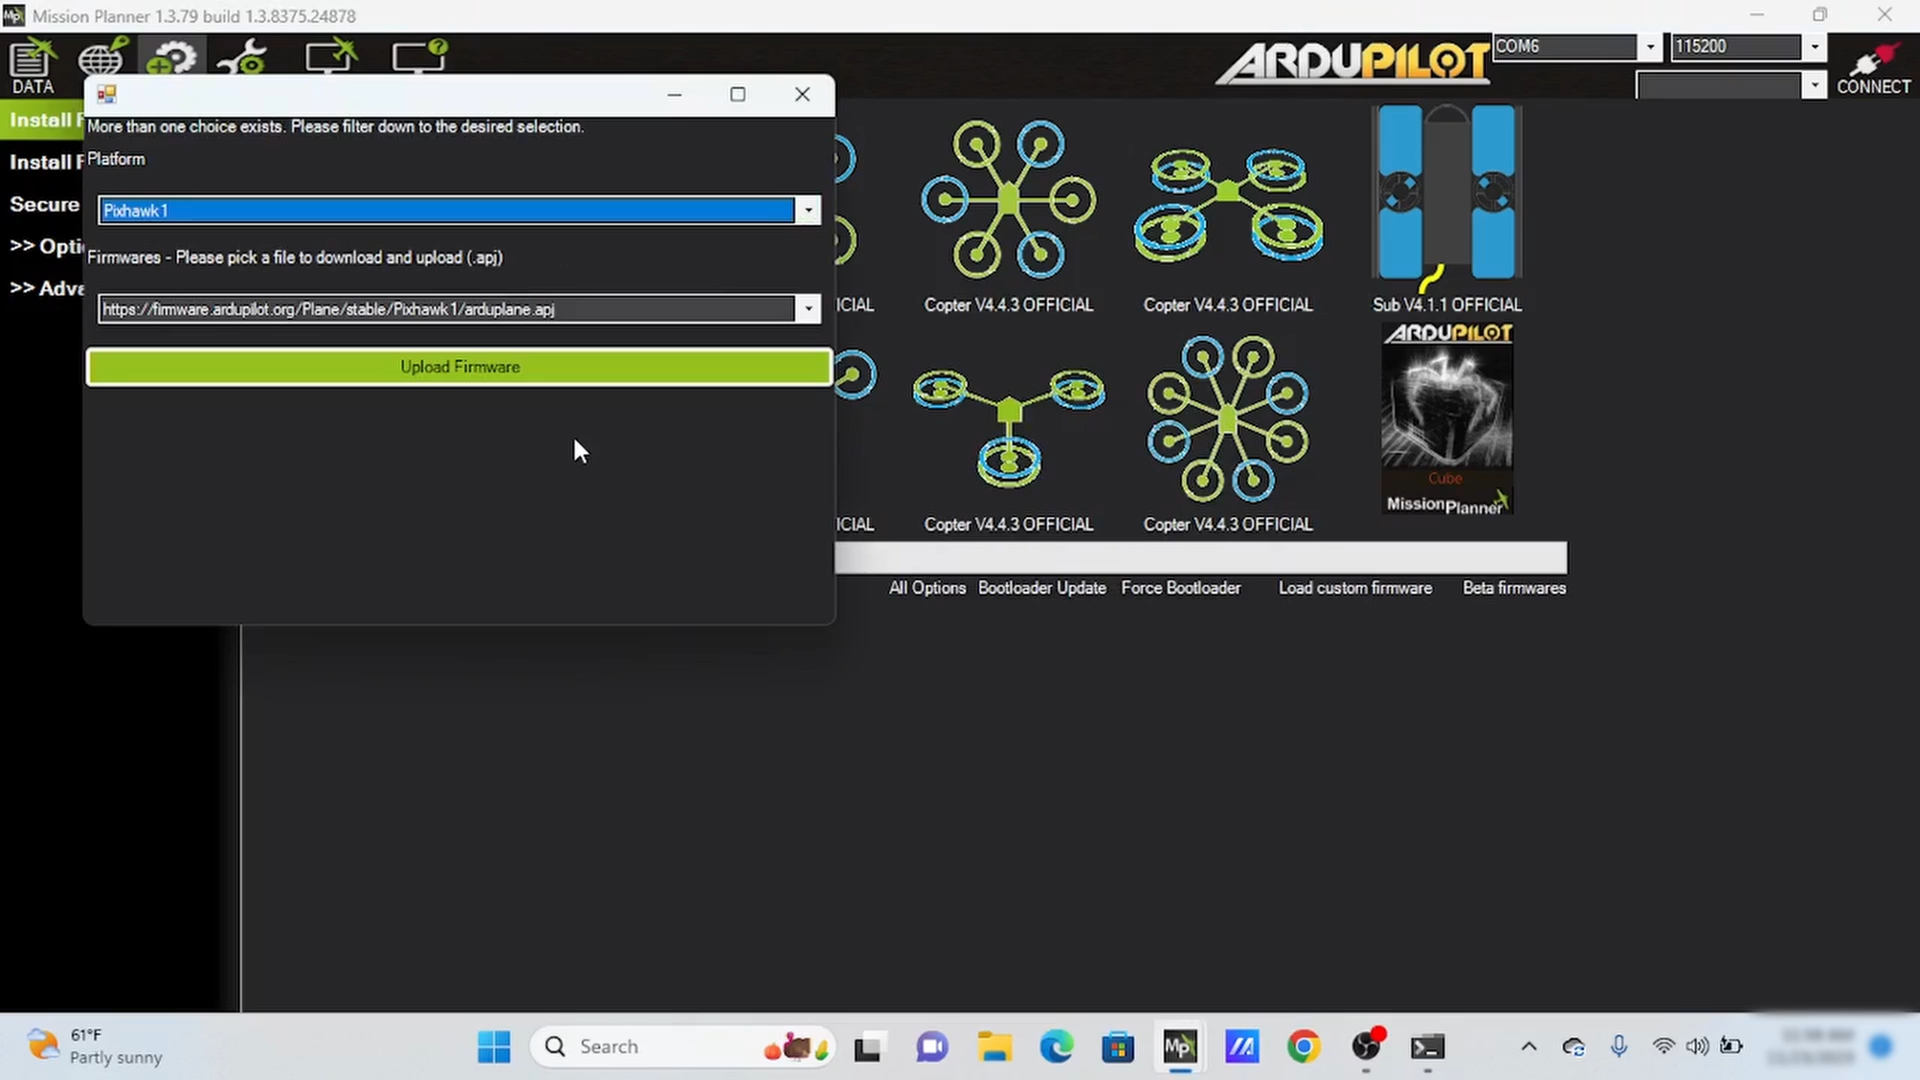 Mission Planner 1.3.79 build 1.3.8375.24878
DATA
ARDUPILOT
COM6
115200
CONNECT
Install F
Install F
Secure
>> Opti
>> Adva
More than one choice exists. Please filter down to the desired selection.
Platform
Pixhawk1
Firmwares - Please pick a file to download and upload (.apj)
https://firmware.ardupilot.org/Plane/stable/Pixhawk1/arduplane.apj
Upload Firmware
ICIAL
Copter V4.4.3 OFFICIAL
Copter V4.4.3 OFFICIAL
Sub V4.1.1 OFFICIAL
ARDUPILOT
Cube
MissionPlanner
ICIAL
Copter V4.4.3 OFFICIAL
Copter V4.4.3 OFFICIAL
All Options
Bootloader Update
Force Bootloader
Load custom firmware
Beta firmwares
61°F
Partly sunny
Search